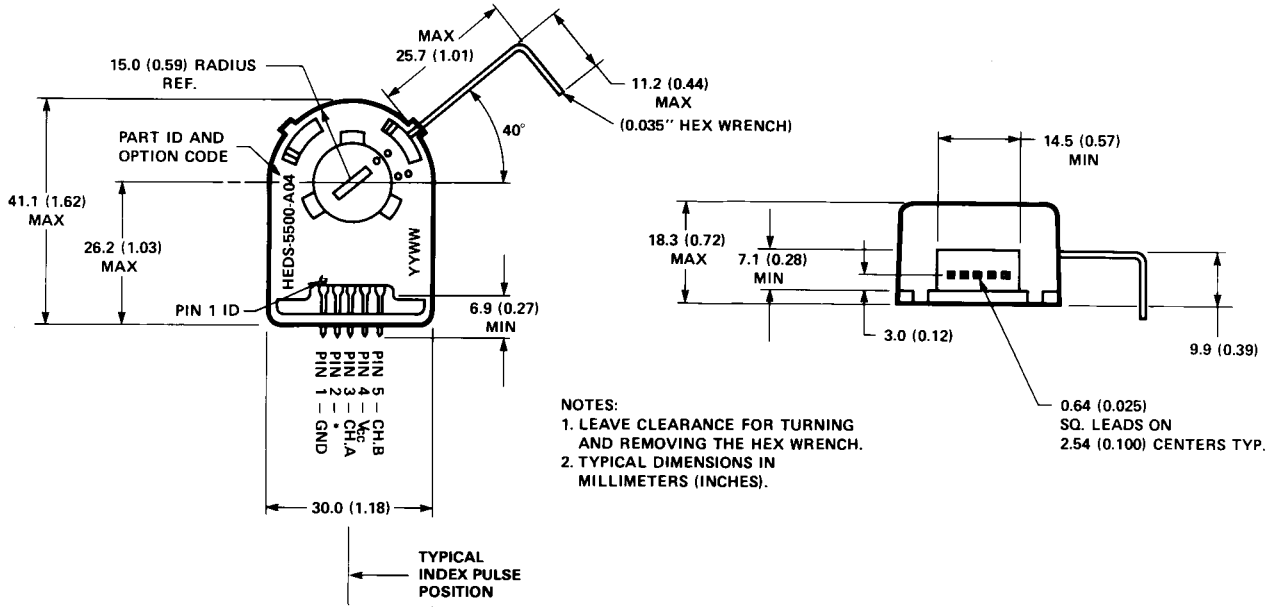 MAX
25.7 (1.01)
15.0 (0.59) RADIUS
REF.
11.2 (0.44)
MAX
(0.035" HEX WRENCH)
PART ID AND
OPTION CODE
40°
41.1 (1.62)
MAX
26.2 (1.03)
MAX
HEDS-5500-A04
YYWW
PIN 1 ID
6.9 (0.27)
MIN
PIN 5 – CH.B
PIN 4 – Vcc
PIN 3 – CH.A
PIN 2 – *
PIN 1 – GND
30.0 (1.18)
TYPICAL
INDEX PULSE
POSITION
14.5 (0.57)
MIN
18.3 (0.72)
MAX
7.1 (0.28)
MIN
3.0 (0.12)
9.9 (0.39)
0.64 (0.025)
SQ. LEADS ON
2.54 (0.100) CENTERS TYP.
NOTES:
1. LEAVE CLEARANCE FOR TURNING
AND REMOVING THE HEX WRENCH.
2. TYPICAL DIMENSIONS IN
MILLIMETERS (INCHES).